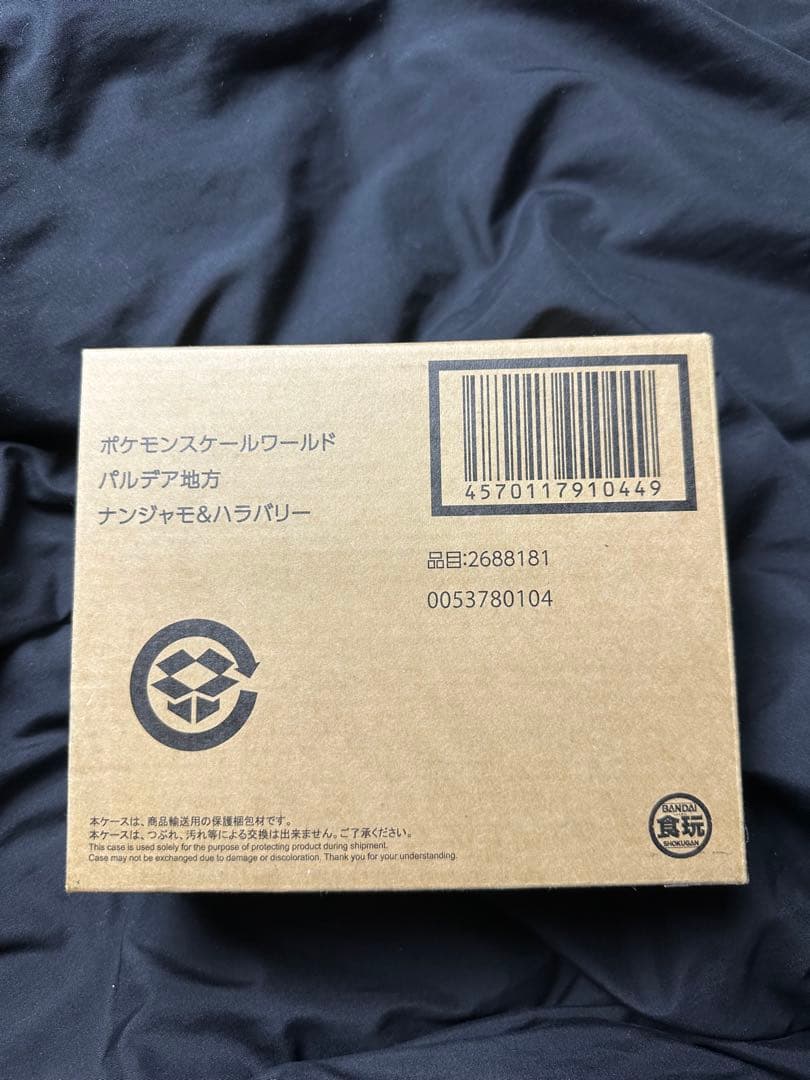 ポケモンスケールワールド
パルデア地方
ナンジャモ&ハラバリー
4570117910449
品目:2688181
0053780104
本ケースは、商品輸送用の保護梱包材です。
本ケースは、つぶれ、汚れ等による交換は出来ません。ご了承ください。
This case is used solely for the purpose of protecting product during shipment.
Case may not be exchanged due to damage or discoloration. Thank you for your understanding.
BANDAI
食玩
SHOKUGAN